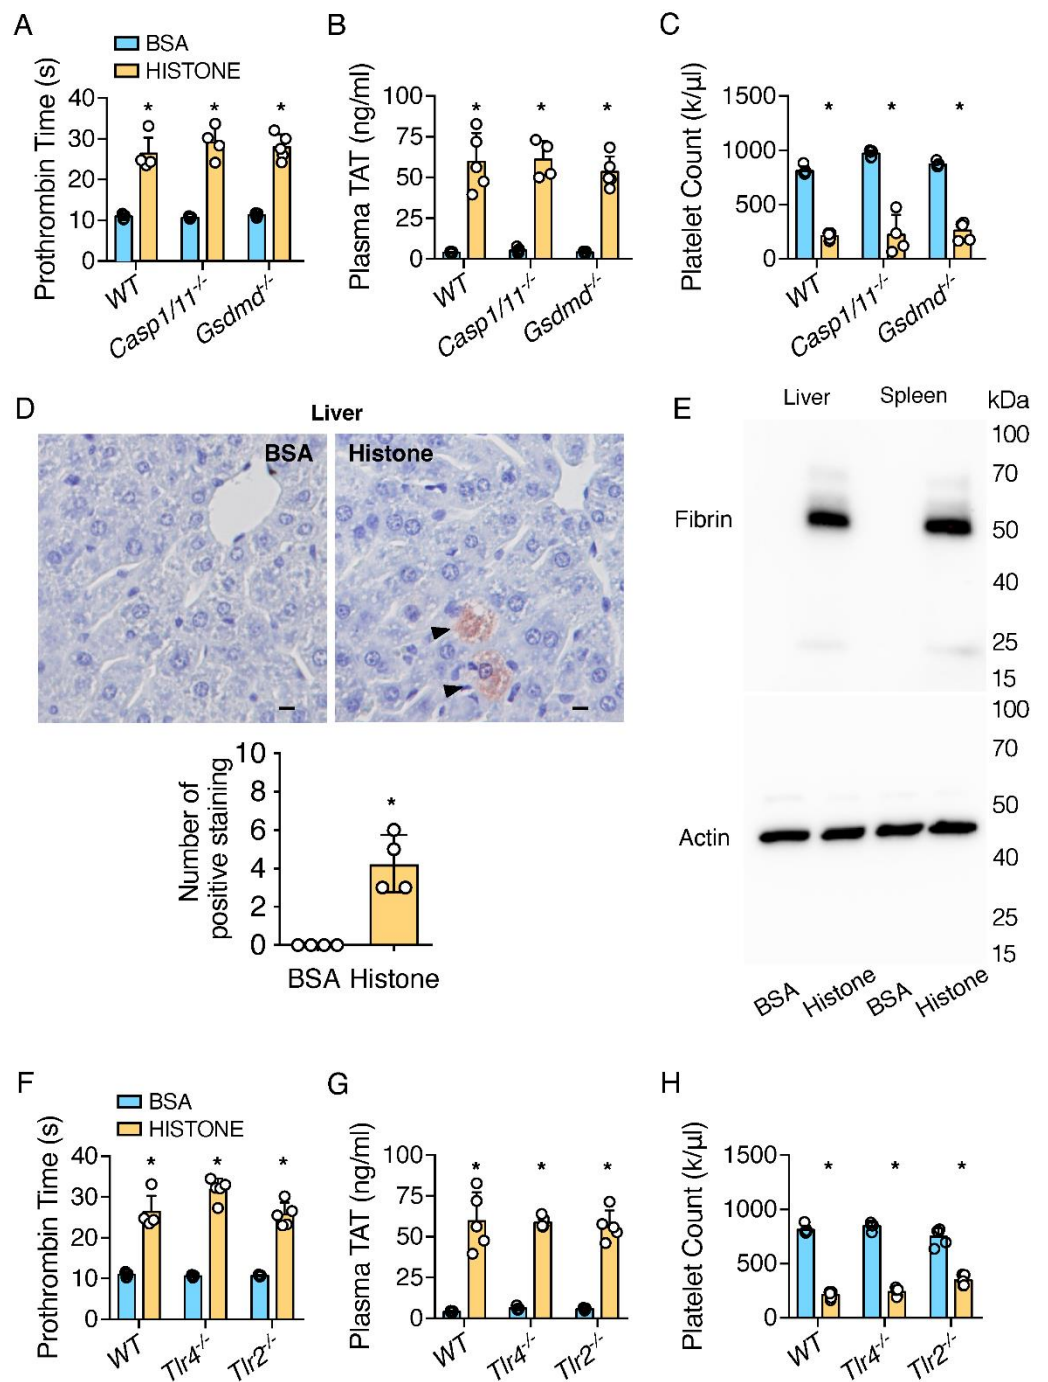 A
BSA
HISTONE
Prothrombin Time (s)
40
30
20
10
0
* * *
WT
Casp1/11-/-
Gsdmd-/-
B
Plasma TAT (ng/ml)
100
75
50
25
0
* * *
WT
Casp1/11-/-
Gsdmd-/-
C
Platelet Count (k/µl)
1500
1000
500
0
* * *
WT
Casp1/11-/-
Gsdmd-/-
D
Liver
BSA
Histone
Number of
positive staining
10
8
6
4
2
0
*
BSA Histone
E
Liver Spleen
kDa
100
70
Fibrin
50
40
25
15
100
70
50
Actin
40
25
15
BSA Histone BSA Histone
F
BSA
HISTONE
Prothrombin Time (s)
40
30
20
10
0
* * *
WT
Tlr4-/-
Tlr2-/-
G
Plasma TAT (ng/ml)
100
75
50
25
0
* * *
WT
Tlr4-/-
Tlr2-/-
H
Platelet Count (k/µl)
1500
1000
500
0
* * *
WT
Tlr4-/-
Tlr2-/-